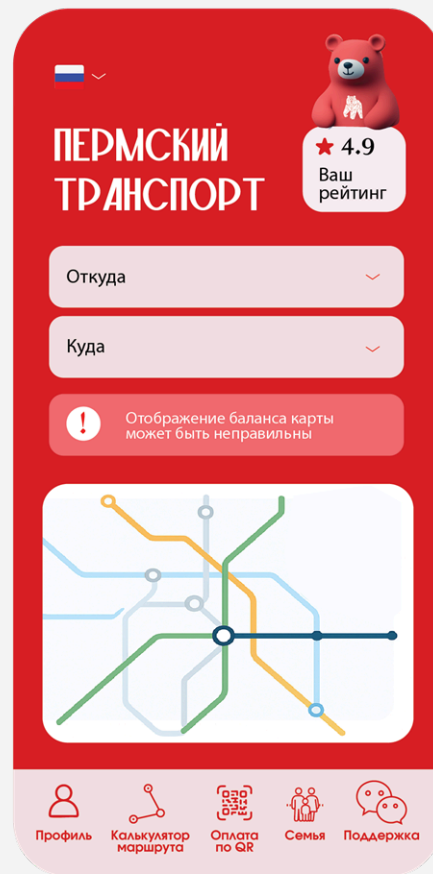 ПЕРМСКИЙ
ТРАНСПОРТ
4.9
Ваш
рейтинг
Откуда
Куда
!
Отображение баланса карты
может быть неправильны
Профиль
Калькулятор
маршрута
Оплата
по QR
Семья
Поддержка